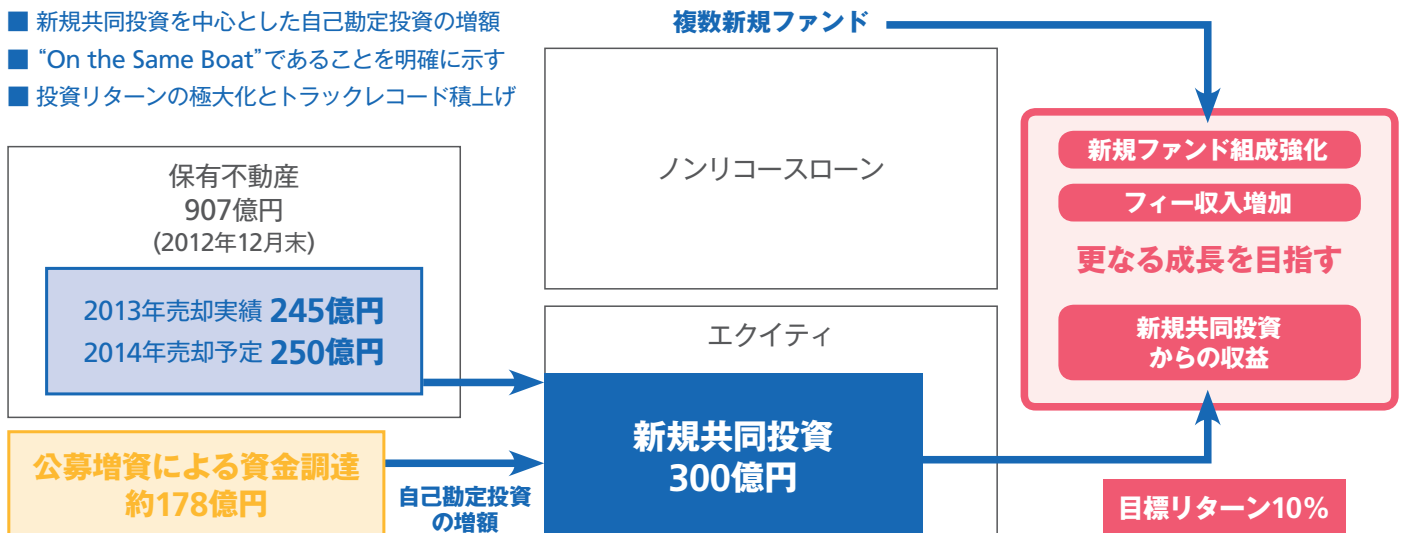 ■ 新規共同投資を中心とした自己勘定投資の増額
■ “On the Same Boat”であることを明確に示す
■ 投資リターンの極大化とトラックレコード積上げ
保有不動産
907億円
(2012年12月末)
2013年売却実績 245億円
2014年売却予定 250億円
公募増資による資金調達
約178億円
自己勘定投資
の増額
複数新規ファンド
ノンリコースローン
エクイティ
新規共同投資
300億円
新規ファンド組成強化
フィー収入増加
更なる成長を目指す
新規共同投資
からの収益
目標リターン10%